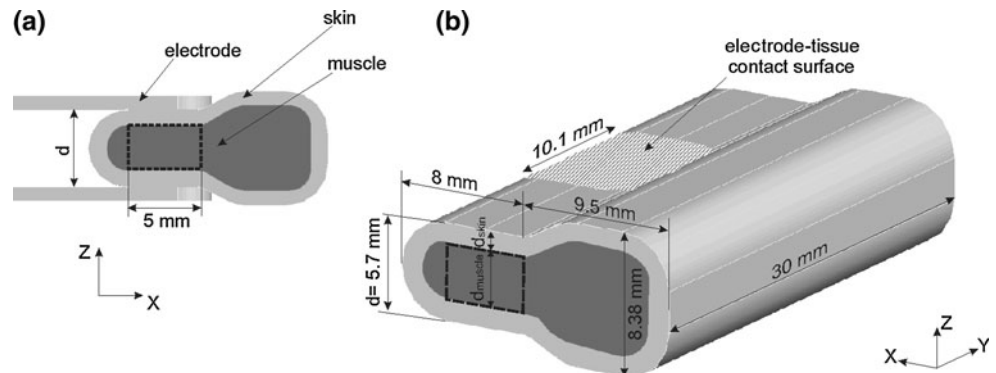 (a)
skin
electrode
muscle
d
5 mm
Z
X
(b)
electrode-tissue
contact surface
10.1 mm
8 mm
9.5 mm
d= 5.7 mm
dskin
dmuscle
8.38 mm
30 mm
Z
X
Y